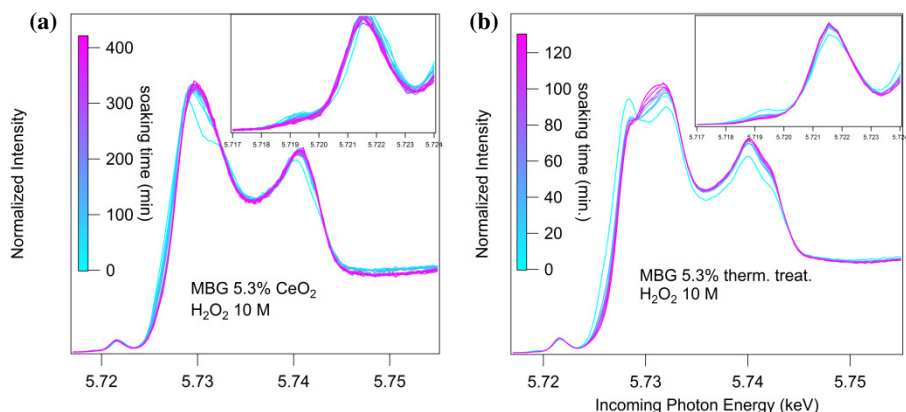 (a)
Normalized Intensity
400
300
200
100
0
soaking time (min)
5.717 5.718 5.719 5.720 5.721 5.722 5.723 5.724
MBG 5.3% CeO2
H2O2 10 M
5.72 5.73 5.74 5.75
(b)
Normalized Intensity
120
100
80
60
40
20
0
soaking time (min.)
5.717 5.718 5.719 5.720 5.721 5.722 5.723 5.724
MBG 5.3% therm. treat.
H2O2 10 M
5.72 5.73 5.74 5.75
Incoming Photon Energy (keV)